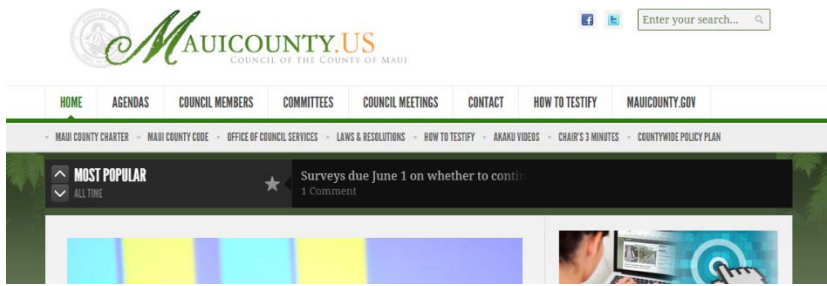 MAUICOUNTY.US
COUNCIL OF THE COUNTY OF MAUI
Enter your search...
HOME AGENDAS COUNCIL MEMBERS COMMITTEES COUNCIL MEETINGS CONTACT HOW TO TESTIFY MAUICOUNTY.GOV
MAUI COUNTY CHARTER MAUI COUNTY CODE OFFICE OF COUNCIL SERVICES LAWS & RESOLUTIONS HOW TO TESTIFY AKAKU VIDEOS CHAIR'S 3 MINUTES COUNTYWIDE POLICY PLAN
MOST POPULAR
ALL TIME
Surveys due June 1 on whether to contin
1 Comment